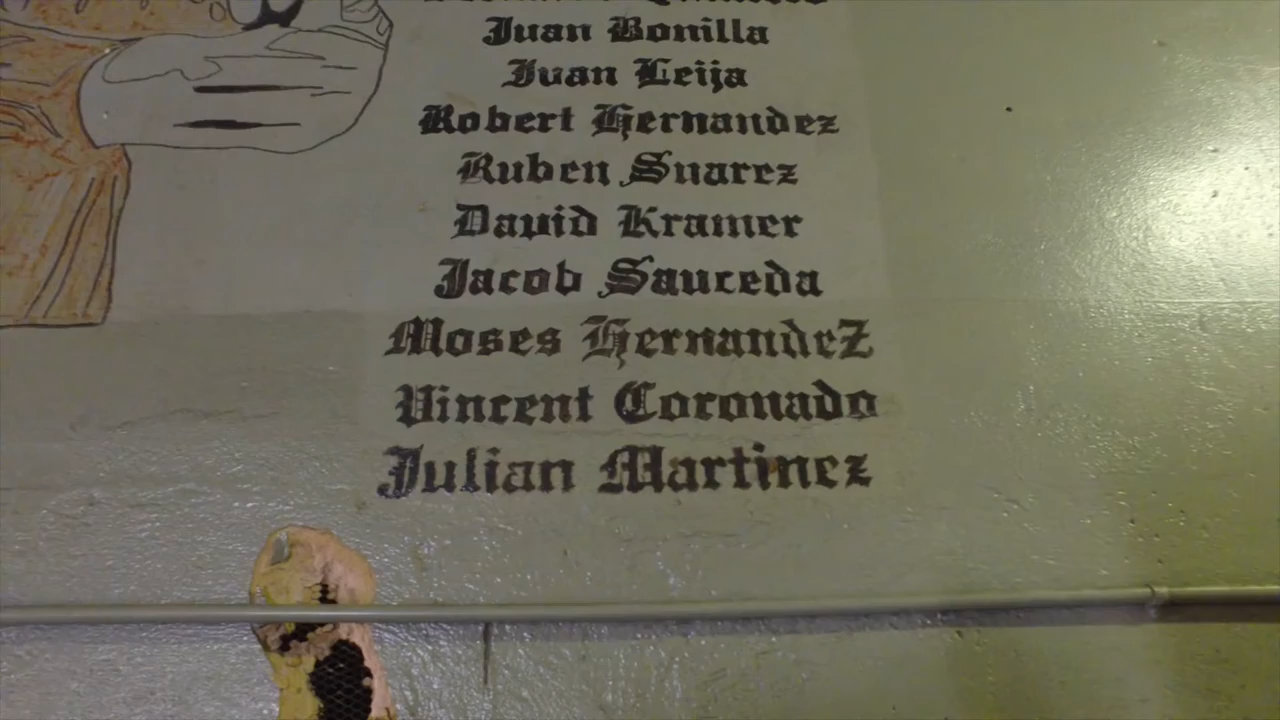 Juan Bonilla
Juan Leija
Robert Hernandez
Ruben Suarez
David Kramer
Jacob Sauceda
Moses HernandeZ
Vincent Coronado
Julian Martinez